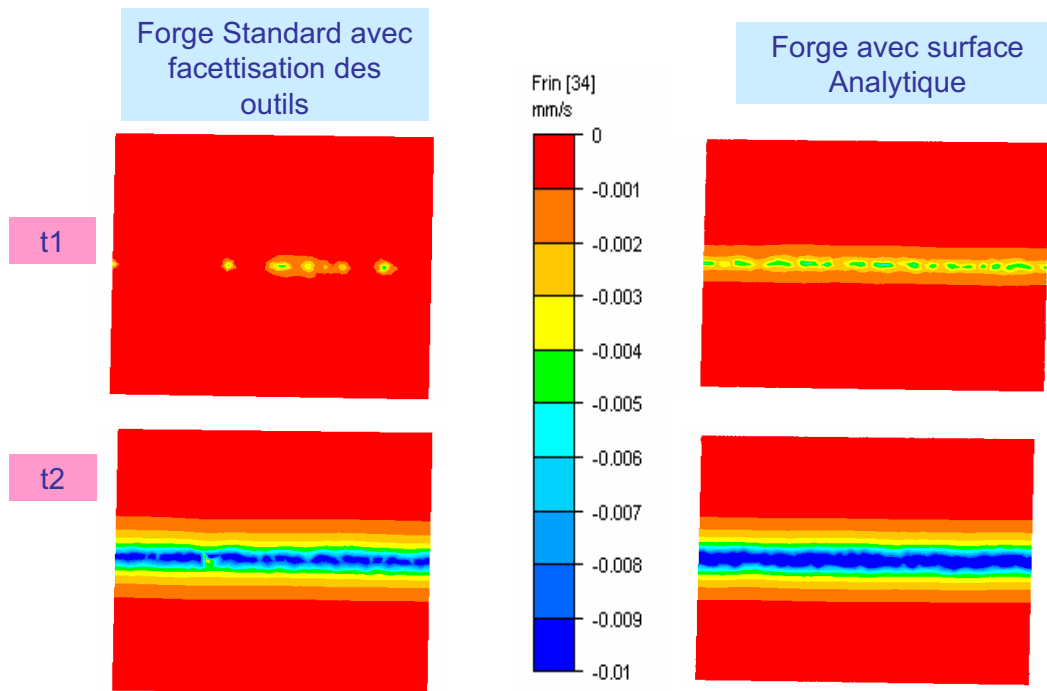 Forge Standard avec
facettisation des
outils
Forge avec surface
Analytique
Frin [34]
mm/s
0
-0.001
-0.002
-0.003
-0.004
-0.005
-0.006
-0.007
-0.008
-0.009
-0.01
t1
t2